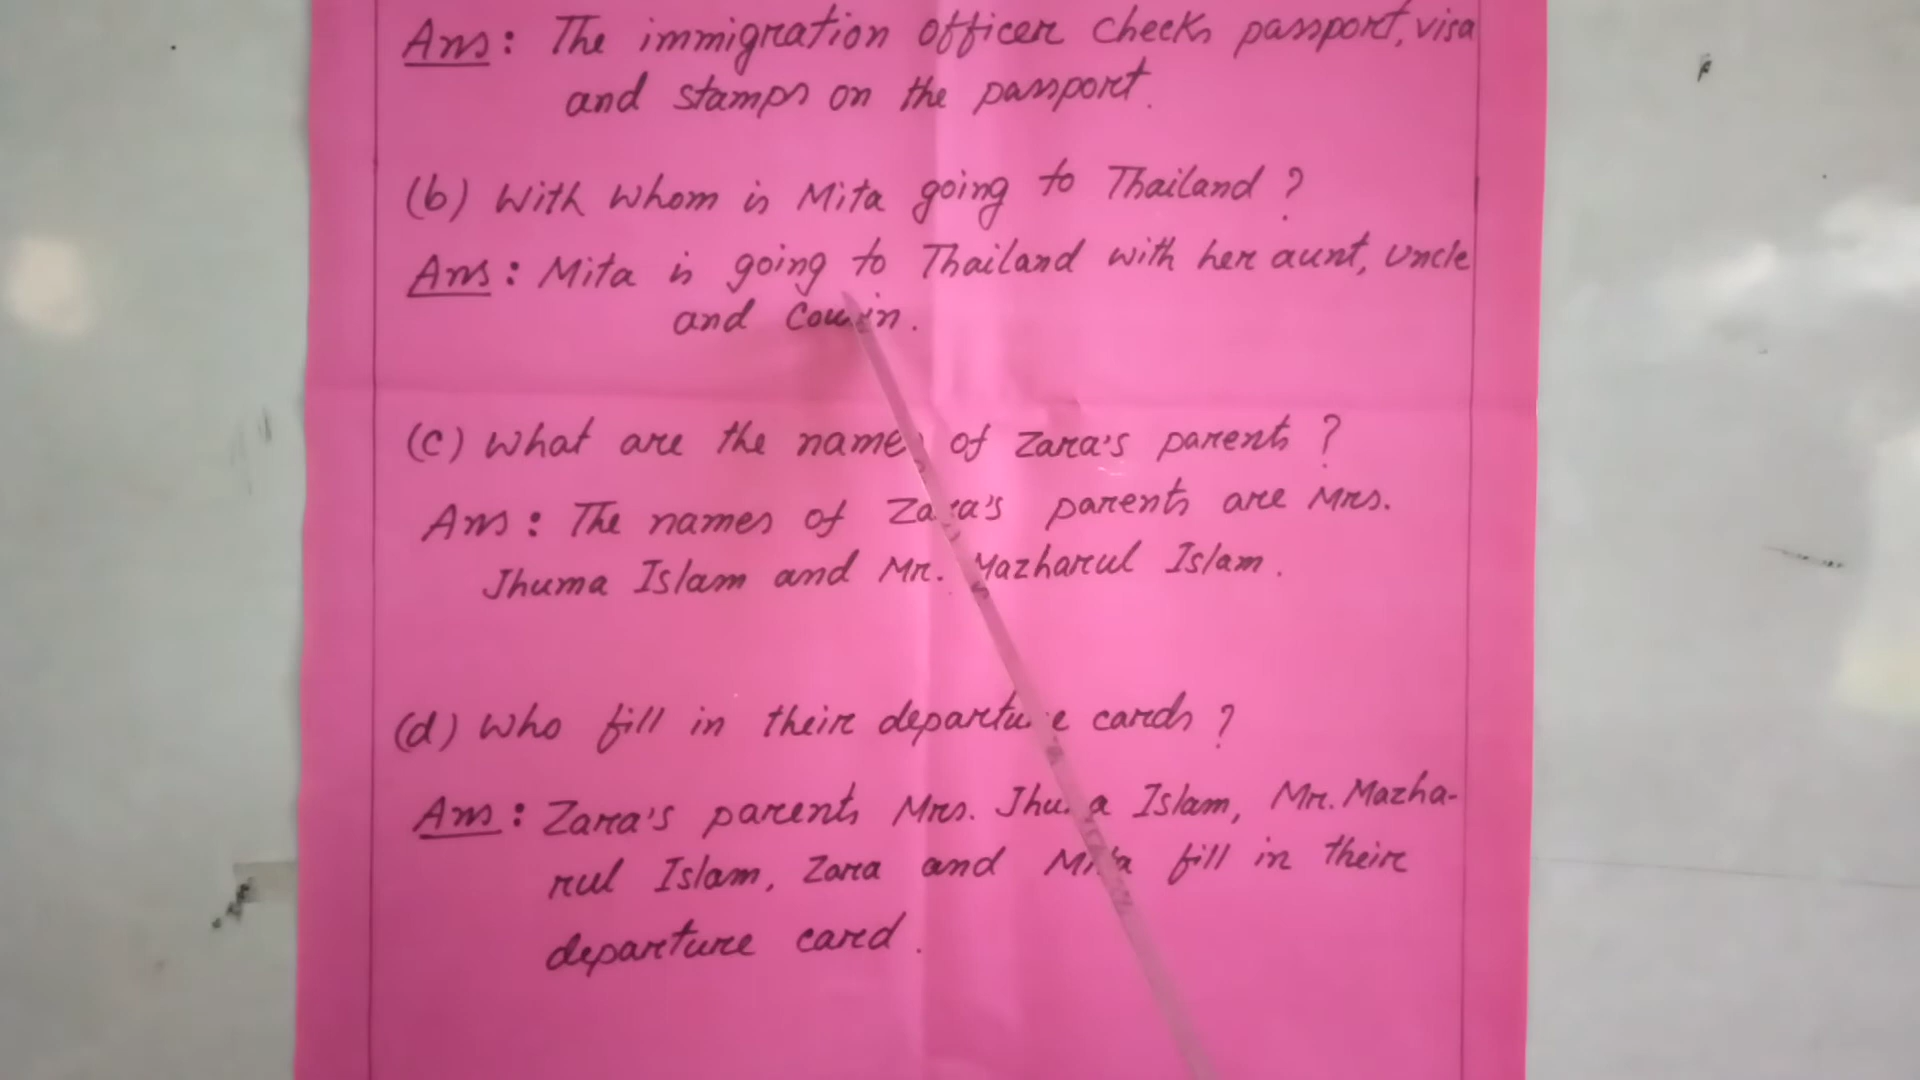 Ans: The immigration officer checks passport, visa
and stamps on the passport.
(b) With whom is Mita going to Thailand ?
Ans: Mita is going to Thailand with her aunt, uncle
and Cousin.
(c) What are the names of Zara's parents ?
Ans: The names of Zara's parents are Mrs.
Jhuma Islam and Mr. Mazharul Islam.
(d) Who fill in their departure cards ?
Ans: Zara's parents Mrs. Jhuma Islam, Mr. Mazha-
rul Islam, Zara and Mita fill in their
departure card.